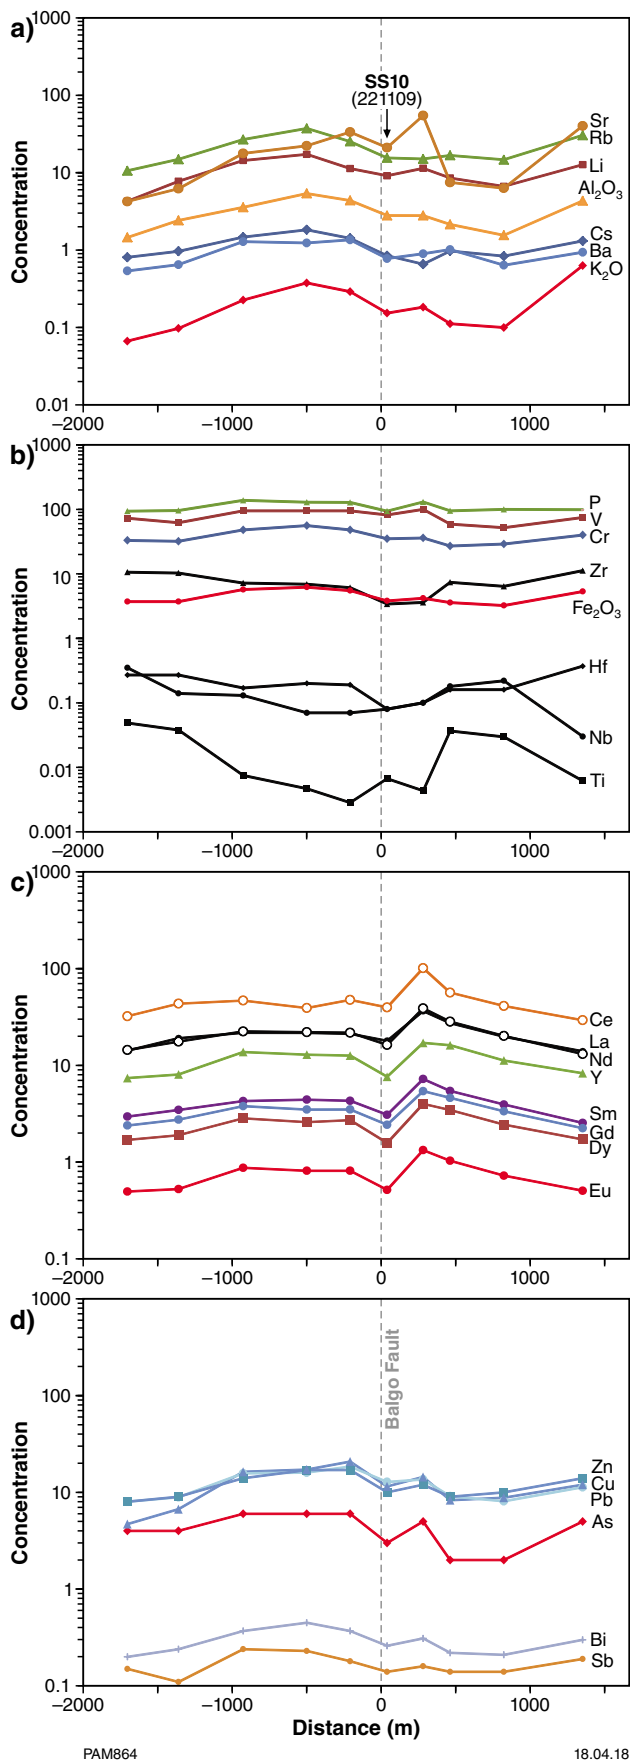 a)
1000
100
10
1
0.1
0.01
Concentration
SS10
(221109)
Sr
Rb
Li
Al₂O₃
Cs
Ba
K₂O
−2000
−1000
0
1000
b)
1000
100
10
1
0.1
0.01
0.001
Concentration
P
V
Cr
Zr
Fe₂O₃
Hf
Nb
Ti
−2000
−1000
0
1000
c)
1000
100
10
1
0.1
Concentration
Ce
La
Nd
Y
Sm
Gd
Dy
Eu
−2000
−1000
0
1000
d)
1000
100
10
1
0.1
Concentration
Balgo Fault
Zn
Cu
Pb
As
Bi
Sb
−2000
−1000
0
1000
Distance (m)
PAM864
18.04.18